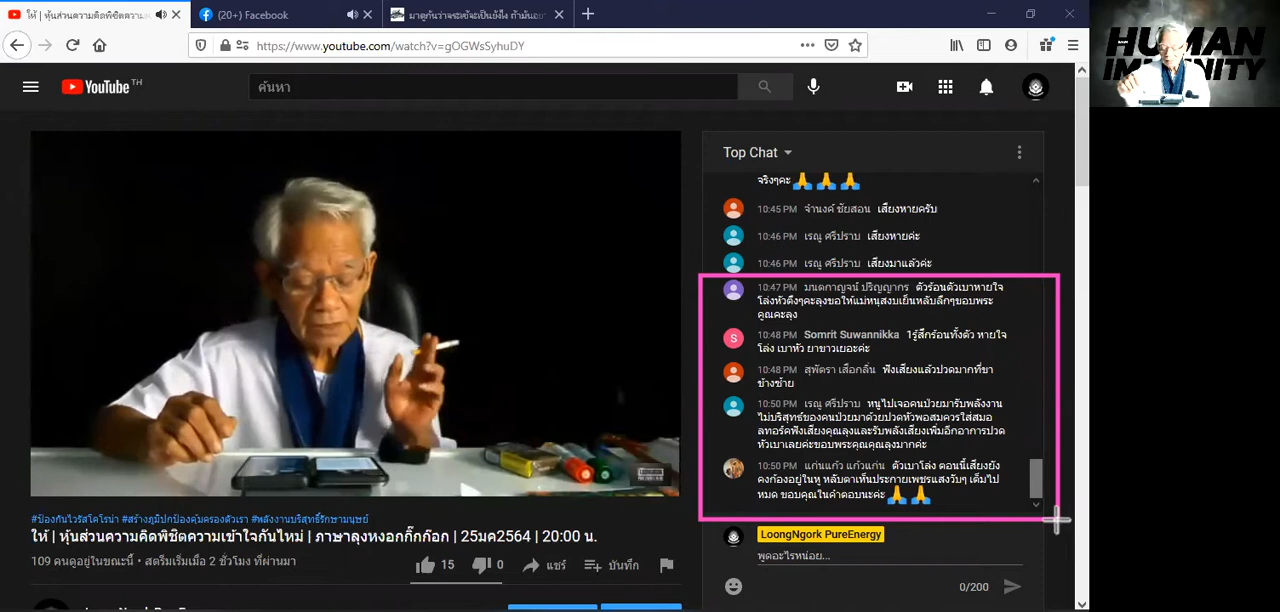 ให้ | หุ้นส่วนความคิดพิชิตความเ
(20+) Facebook
มาดูกันว่าจระเข้จะเป็นยังไง ถ้ามันอยา
https://www.youtube.com/watch?v=gOGWsSyhuDY
HUMAN
IMMUNITY
YouTube TH
ค้นหา
Top Chat
จริงๆคะ🙏🙏🙏
10:45 PM จำนงค์ ชัยสอน เสียงหายครับ
10:46 PM เรณู ศรีปราบ เสียงหายค่ะ
10:46 PM เรณู ศรีปราบ เสียงมาแล้วค่ะ
10:47 PM มนตกาญจน์ ปริญญากร ตัวร้อนตัวเบาหายใจ
โล่งหัวตึงๆคะลุงขอให้แม่หนูสงบเย็นหลับลึกๆขอบพระ
คุณคะลุง
S
10:48 PM Somrit Suwannikka 1รู้สึกร้อนทั้งตัว หายใจ
โล่ง เบาหัว ยาขาวเยอะค่ะ
10:48 PM สุพัตรา เสือกลิ่น ฟังเสียงแล้วปวดมากที่ขา
ข้างซ้าย
10:50 PM เรณู ศรีปราบ หนูไปเจอคนป่วยมารับพลังงาน
ไม่บริสุทธ์ของคนป่วยมาด้วยปวดหัวพอสมควรใส่สมอ
ลทอร์คฟังเสียงคุณลุงและรับพลังเสียงเพิ่มอีกอาการปวด
หัวเบาเลยค่ะขอบพระคุณคุณลุงมากค่ะ
10:50 PM แก่นแก้ว แก้วแก่น ตัวเบาโล่ง ตอนนี้เสียงยัง
คงก้องอยู่ในหู หลับตาเห็นประกายเพชรแสงวับๆ เต็มไป
หมด ขอบคุณในคำตอบนะค่ะ🙏🙏
#ป้องกันไวรัสโคโรน่า #สร้างภูมิปกป้องคุ้มครองตัวเรา #พลังงานบริสุทธิ์รักษามนุษย์
ให้ | หุ้นส่วนความคิดพิชิตความเข้าใจกันไหม่ | ภาษาลุงหงอกกิ๊กก๊อก | 25มค2564 | 20:00 น.
109 คนดูอยู่ในขณะนี้ • สตรีมเริ่มเมื่อ 2 ชั่วโมง ที่ผ่านมา
15
0
แชร์
บันทึก
LoongNgork PureEnergy
พูดอะไรหน่อย...
0/200